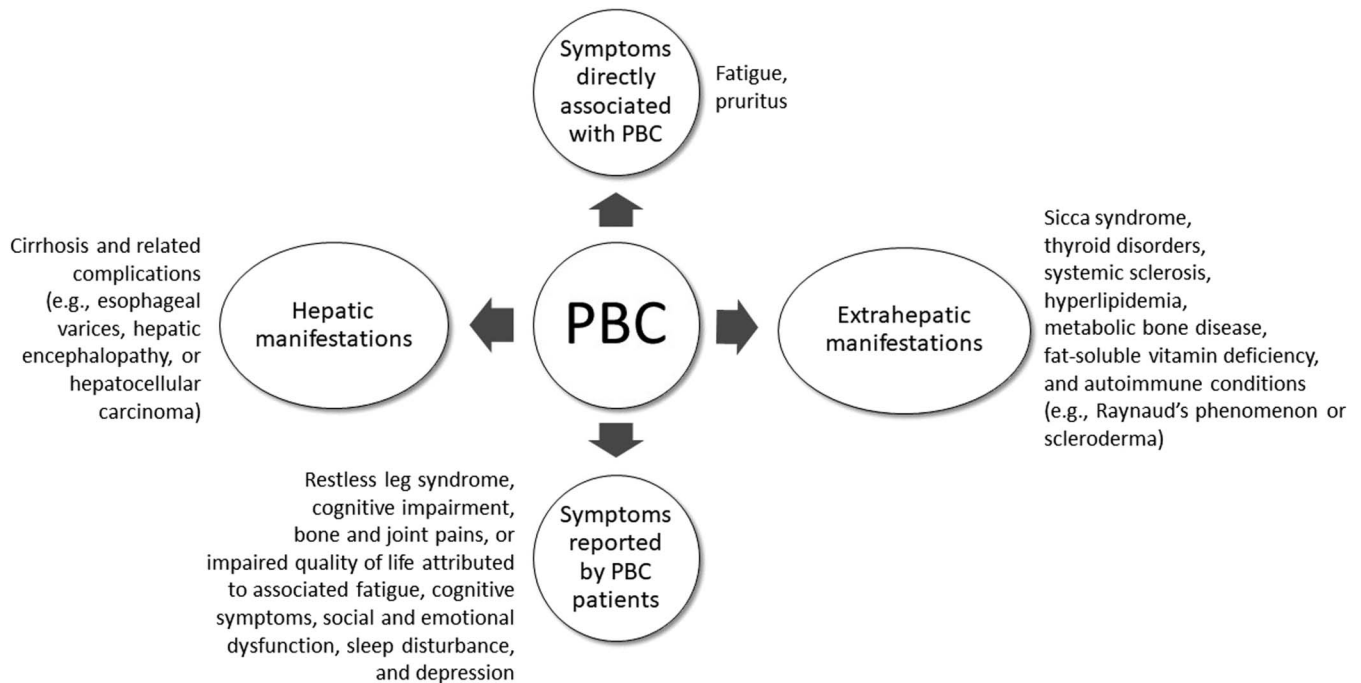 Symptoms
directly
associated
with PBC
Fatigue,
pruritus
Cirrhosis and related
complications
(e.g., esophageal
varices, hepatic
encephalopathy, or
hepatocellular
carcinoma)
Hepatic
manifestations
PBC
Extrahepatic
manifestations
Sicca syndrome,
thyroid disorders,
systemic sclerosis,
hyperlipidemia,
metabolic bone disease,
fat-soluble vitamin deficiency,
and autoimmune conditions
(e.g., Raynaud’s phenomenon or
scleroderma)
Restless leg syndrome,
cognitive impairment,
bone and joint pains, or
impaired quality of life attributed
to associated fatigue, cognitive
symptoms, social and emotional
dysfunction, sleep disturbance,
and depression
Symptoms
reported
by PBC
patients